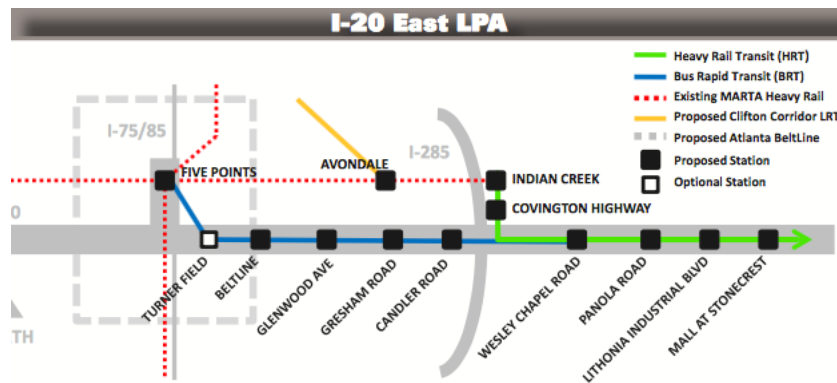 I-20 East LPA
Heavy Rail Transit (HRT)
Bus Rapid Transit (BRT)
Existing MARTA Heavy Rail
Proposed Clifton Corridor LRT
Proposed Atlanta BeltLine
Proposed Station
Optional Station
I-75/85
I-285
AVONDALE
FIVE POINTS
INDIAN CREEK
COVINGTON HIGHWAY
0
TURNER FIELD
BELTLINE
GLENWOOD AVE
GRESHAM ROAD
CANDLER ROAD
WESLEY CHAPEL ROAD
PANOLA ROAD
LITHONIA INDUSTRIAL BLVD
MALL AT STONECREST
TH